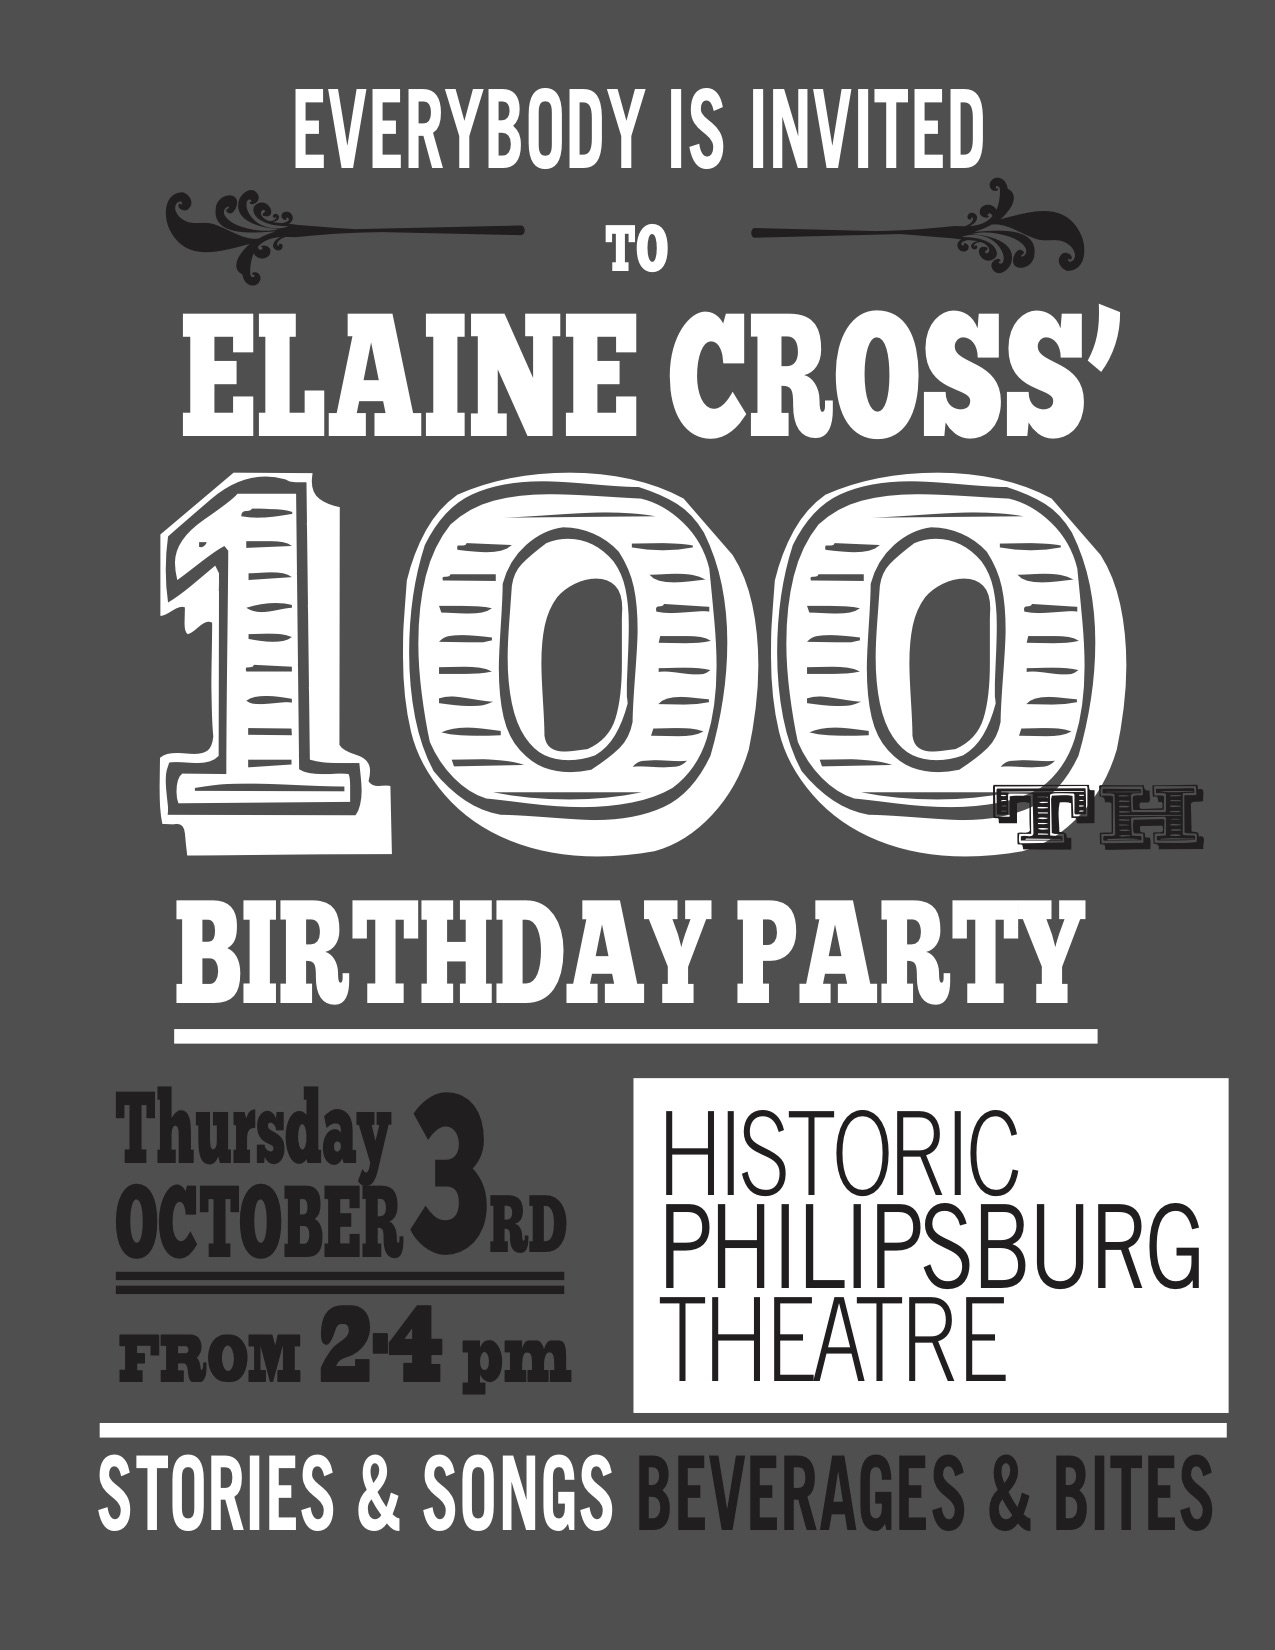 EVERYBODY IS INVITED
TO
ELAINE CROSS’
100TH
BIRTHDAY PARTY
Thursday
OCTOBER 3RD
FROM 2-4 pm
HISTORIC
PHILIPSBURG
THEATRE
STORIES & SONGS BEVERAGES & BITES